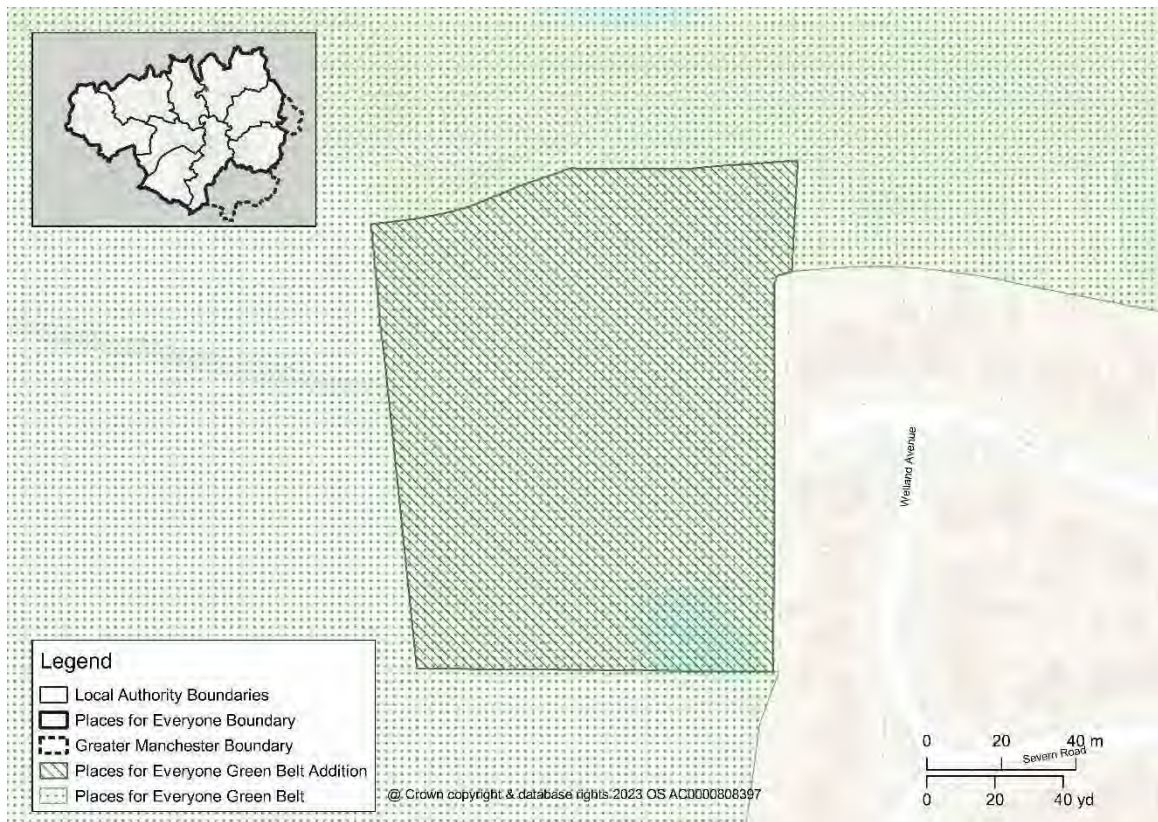 Welland Avenue
Legend
Local Authority Boundaries
Places for Everyone Boundary
Greater Manchester Boundary
Places for Everyone Green Belt Addition
Places for Everyone Green Belt
@ Crown copyright & database rights 2023 OS AC0000808397
0 20 40 m
Severn Road
0 20 40 yd